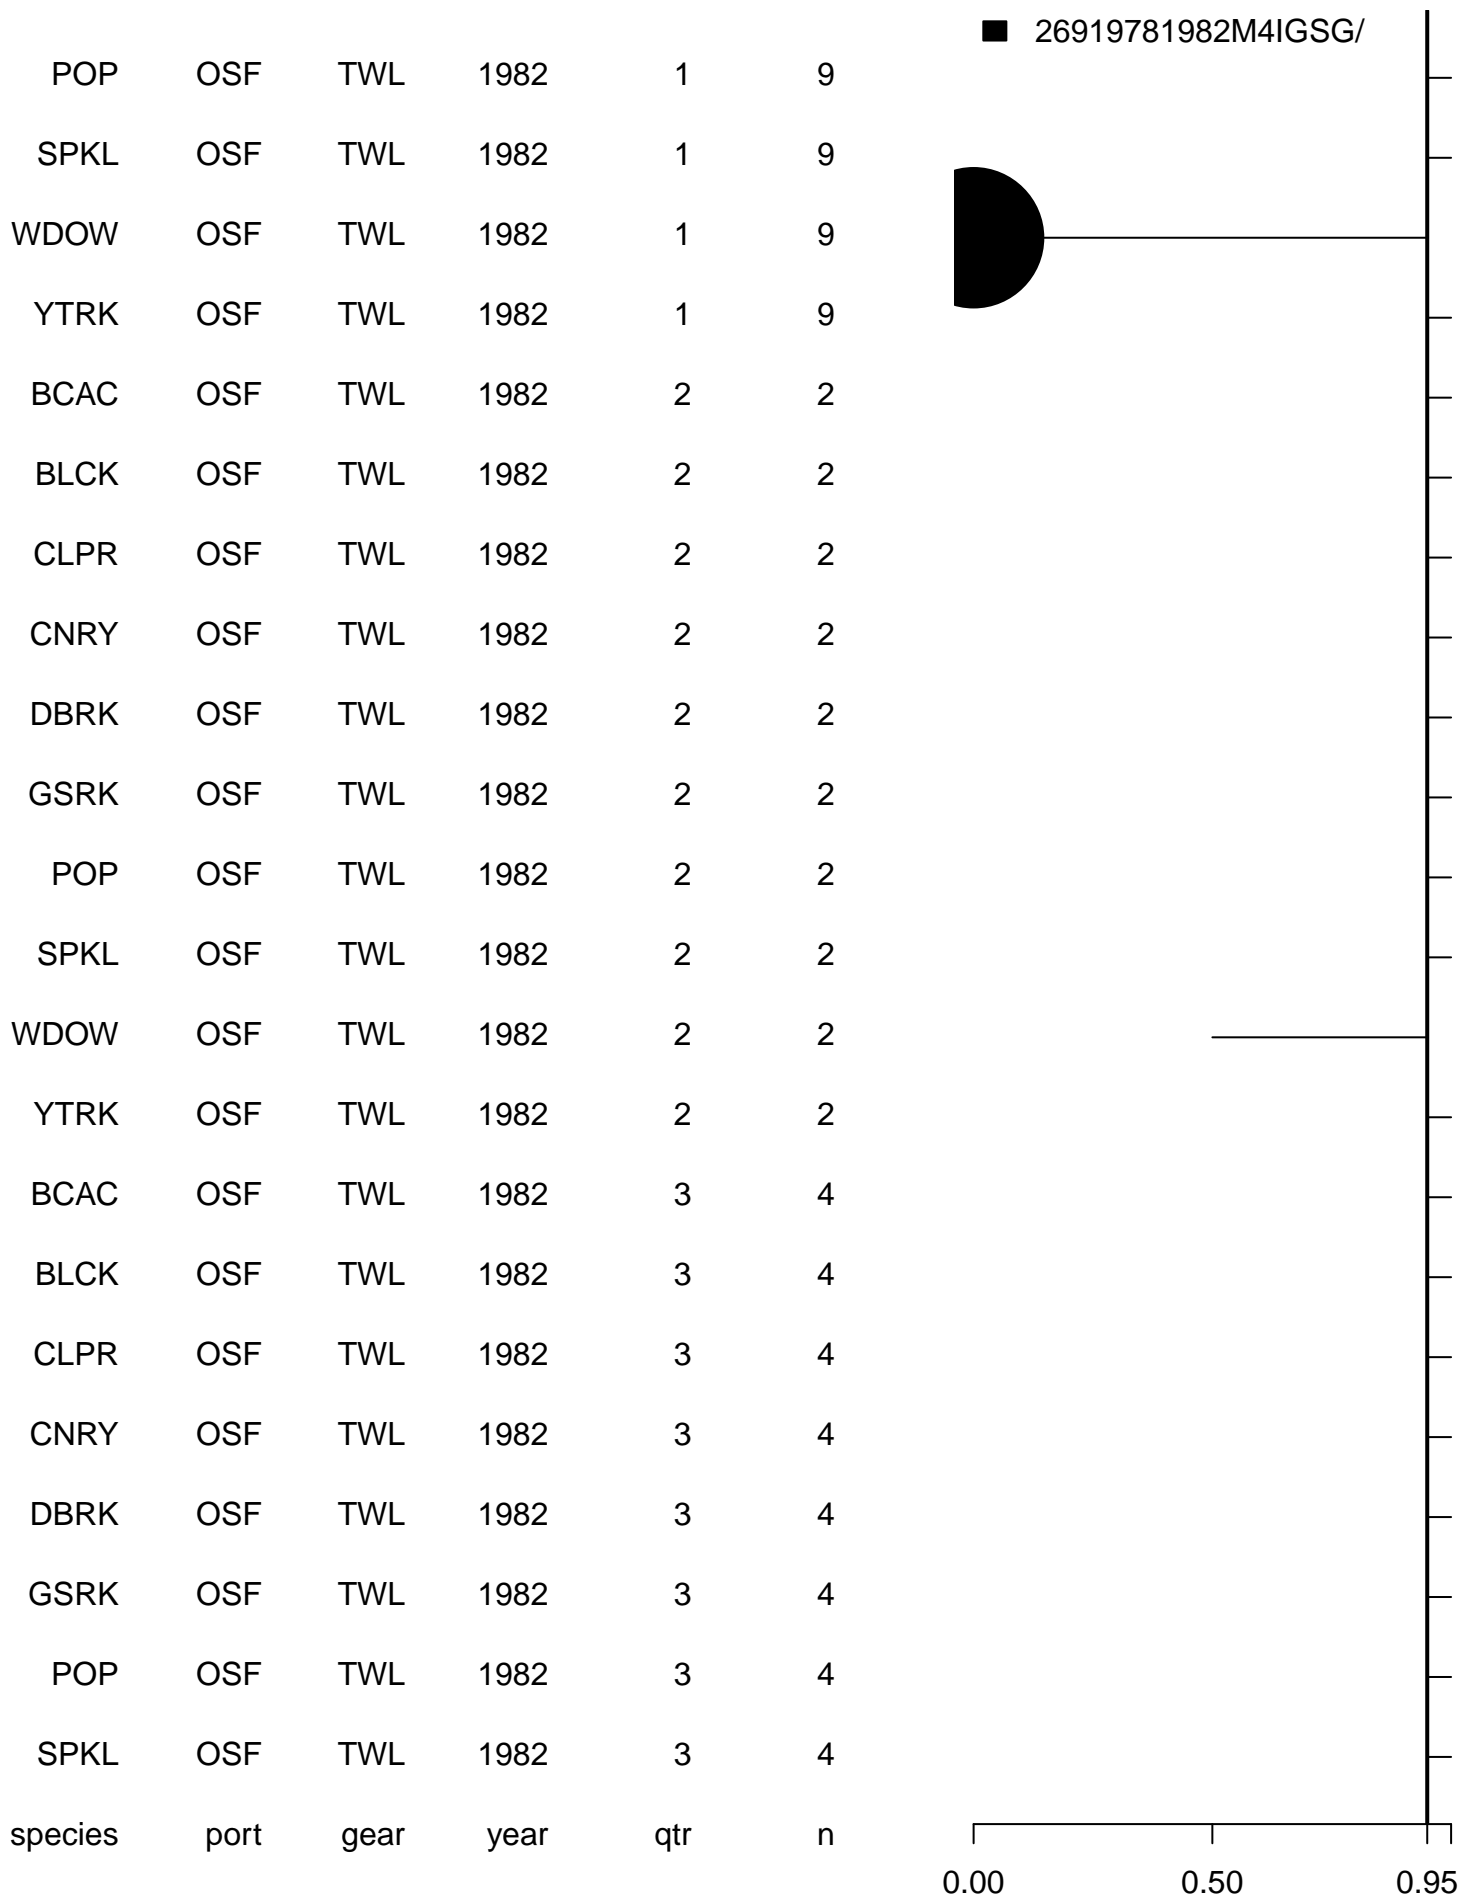 26919781982M4IGSG/
POP OSF TWL 1982 1 9
SPKL OSF TWL 1982 1 9
WDOW OSF TWL 1982 1 9
YTRK OSF TWL 1982 1 9
BCAC OSF TWL 1982 2 2
BLCK OSF TWL 1982 2 2
CLPR OSF TWL 1982 2 2
CNRY OSF TWL 1982 2 2
DBRK OSF TWL 1982 2 2
GSRK OSF TWL 1982 2 2
POP OSF TWL 1982 2 2
SPKL OSF TWL 1982 2 2
WDOW OSF TWL 1982 2 2
YTRK OSF TWL 1982 2 2
BCAC OSF TWL 1982 3 4
BLCK OSF TWL 1982 3 4
CLPR OSF TWL 1982 3 4
CNRY OSF TWL 1982 3 4
DBRK OSF TWL 1982 3 4
GSRK OSF TWL 1982 3 4
POP OSF TWL 1982 3 4
SPKL OSF TWL 1982 3 4
species port gear year qtr n
0.00 0.50 0.95